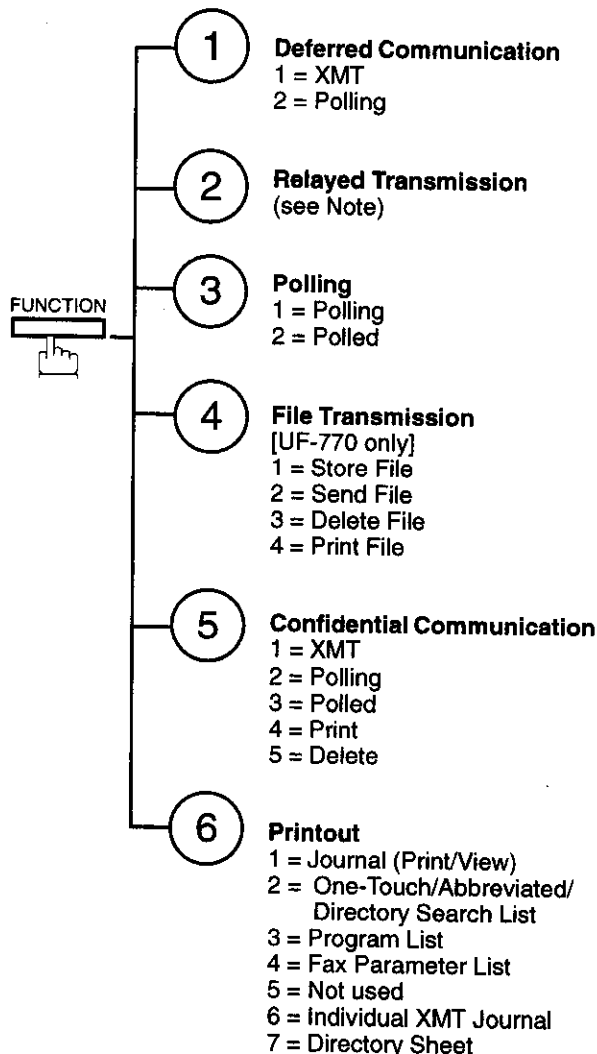 1
Deferred Communication
1 = XMT
2 = Polling
2
Relayed Transmission
(see Note)
3
Polling
1 = Polling
2 = Polled
FUNCTION
4
File Transmission
[UF-770 only]
1 = Store File
2 = Send File
3 = Delete File
4 = Print File
5
Confidential Communication
1 = XMT
2 = Polling
3 = Polled
4 = Print
5 = Delete
6
Printout
1 = Journal (Print/View)
2 = One-Touch/Abbreviated/
Directory Search List
3 = Program List
4 = Fax Parameter List
5 = Not used
6 = Individual XMT Journal
7 = Directory Sheet